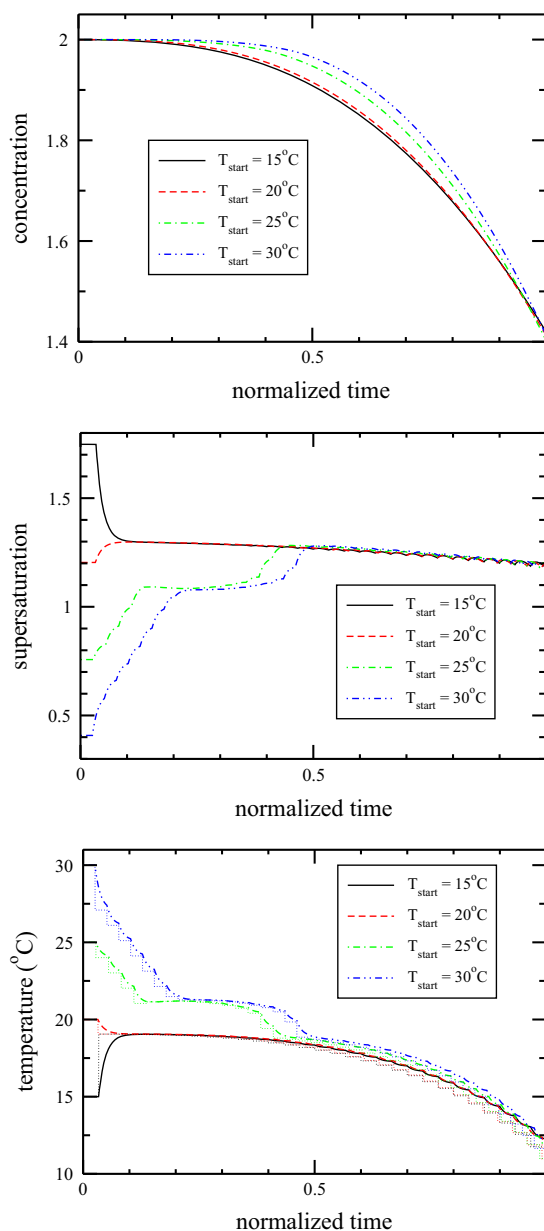 2
1.8
1.6
1.4
concentration
T_start = 15°C
T_start = 20°C
T_start = 25°C
T_start = 30°C
0
0.5
normalized time
1.5
1
0.5
supersaturation
T_start = 15°C
T_start = 20°C
T_start = 25°C
T_start = 30°C
0
0.5
normalized time
30
25
20
15
10
temperature (°C)
T_start = 15°C
T_start = 20°C
T_start = 25°C
T_start = 30°C
0
0.5
normalized time